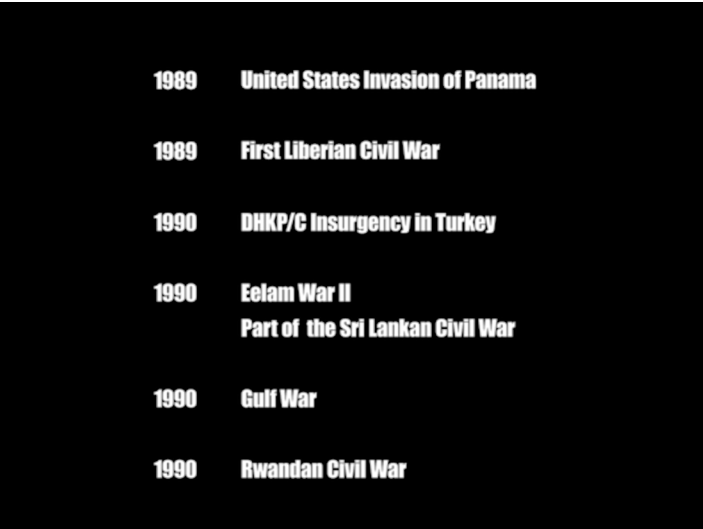 1989 United States Invasion of Panama
1989 First Liberian Civil War
1990 DHKP/C Insurgency in Turkey
1990 Eelam War II
Part of the Sri Lankan Civil War
1990 Gulf War
1990 Rwandan Civil War